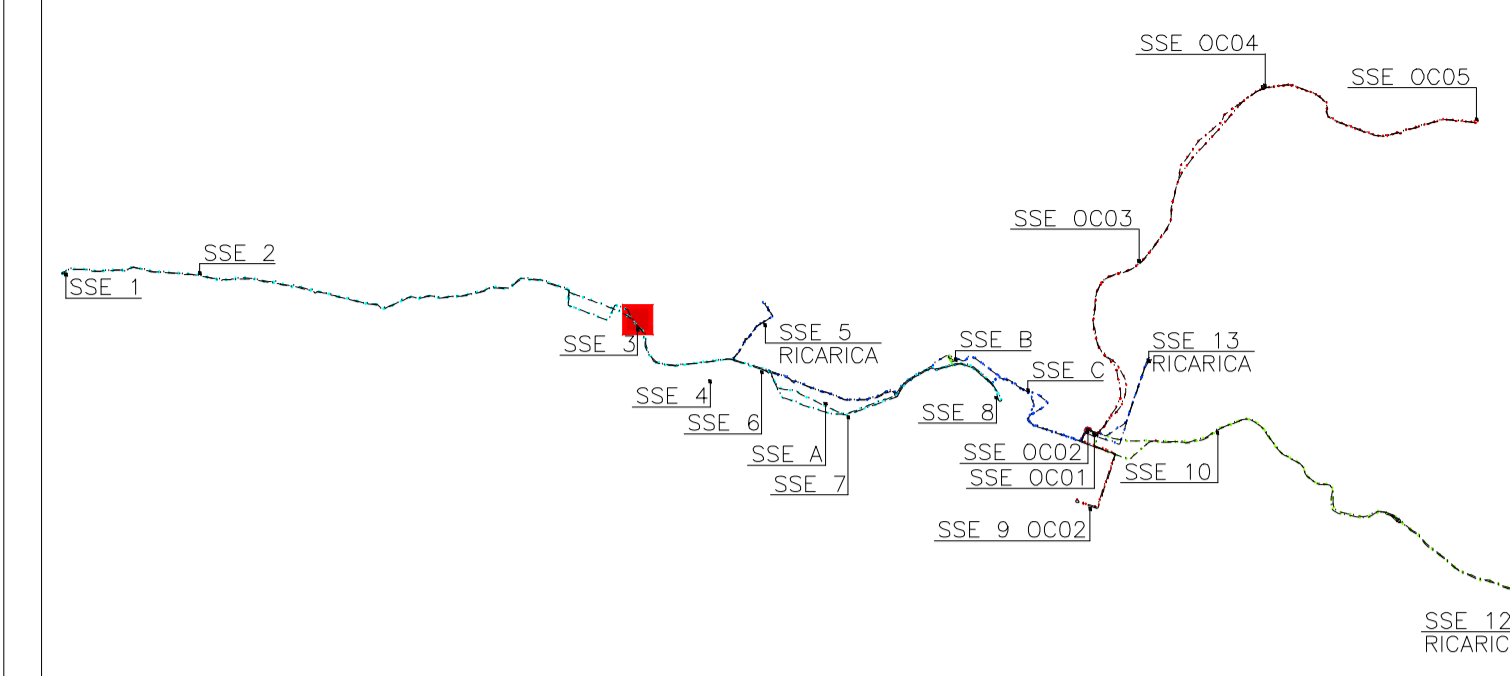 SSE OC04
SSE OC05
SSE OC03
SSE 2
SSE 1
SSE 3
SSE 5
RICARICA
SSE B
SSE 13
RICARICA
SSE C
SSE 4
SSE 6
SSE 8
SSE A
SSE 7
SSE OC02
SSE OC01
SSE 10
SSE 9 OC02
SSE 12
RICARIC